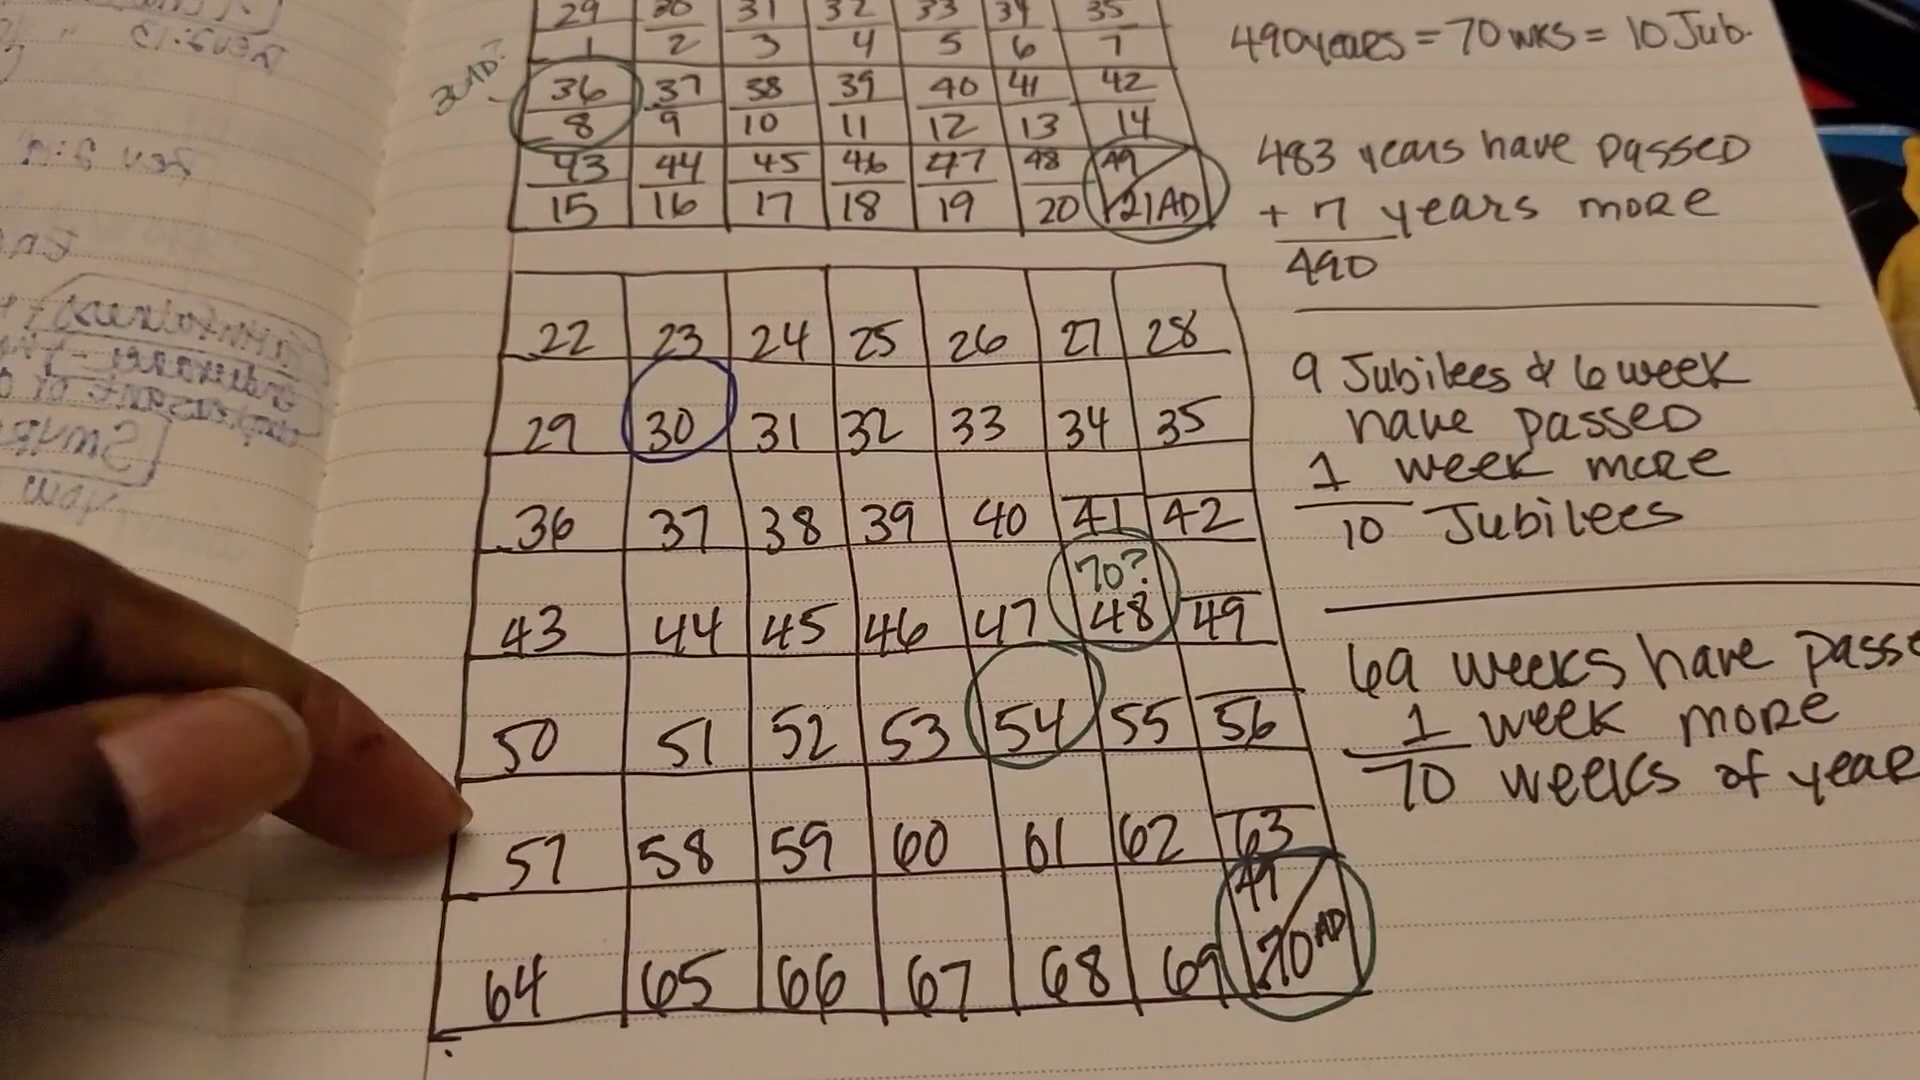 29 30 31 32 33 34 35
1 2 3 4 5 6 7
36 37 38 39 40 41 42
8 9 10 11 12 13 14
43 44 45 46 47 48 49
15 16 17 18 19 20 21AD
22 23 24 25 26 27 28
29 30 31 32 33 34 35
36 37 38 39 40 41 42
70?
43 44 45 46 47 48 49
50 51 52 53 54 55 56
57 58 59 60 61 62 63
49
64 65 66 67 68 69 70AD
490years = 70wks = 10 Jub.
483 years have passed
+ 7 years more
490
9 Jubilees & 6 week
have passed
1 week more
10 Jubilees
69 weeks have passe
1 week more
70 weeks of year